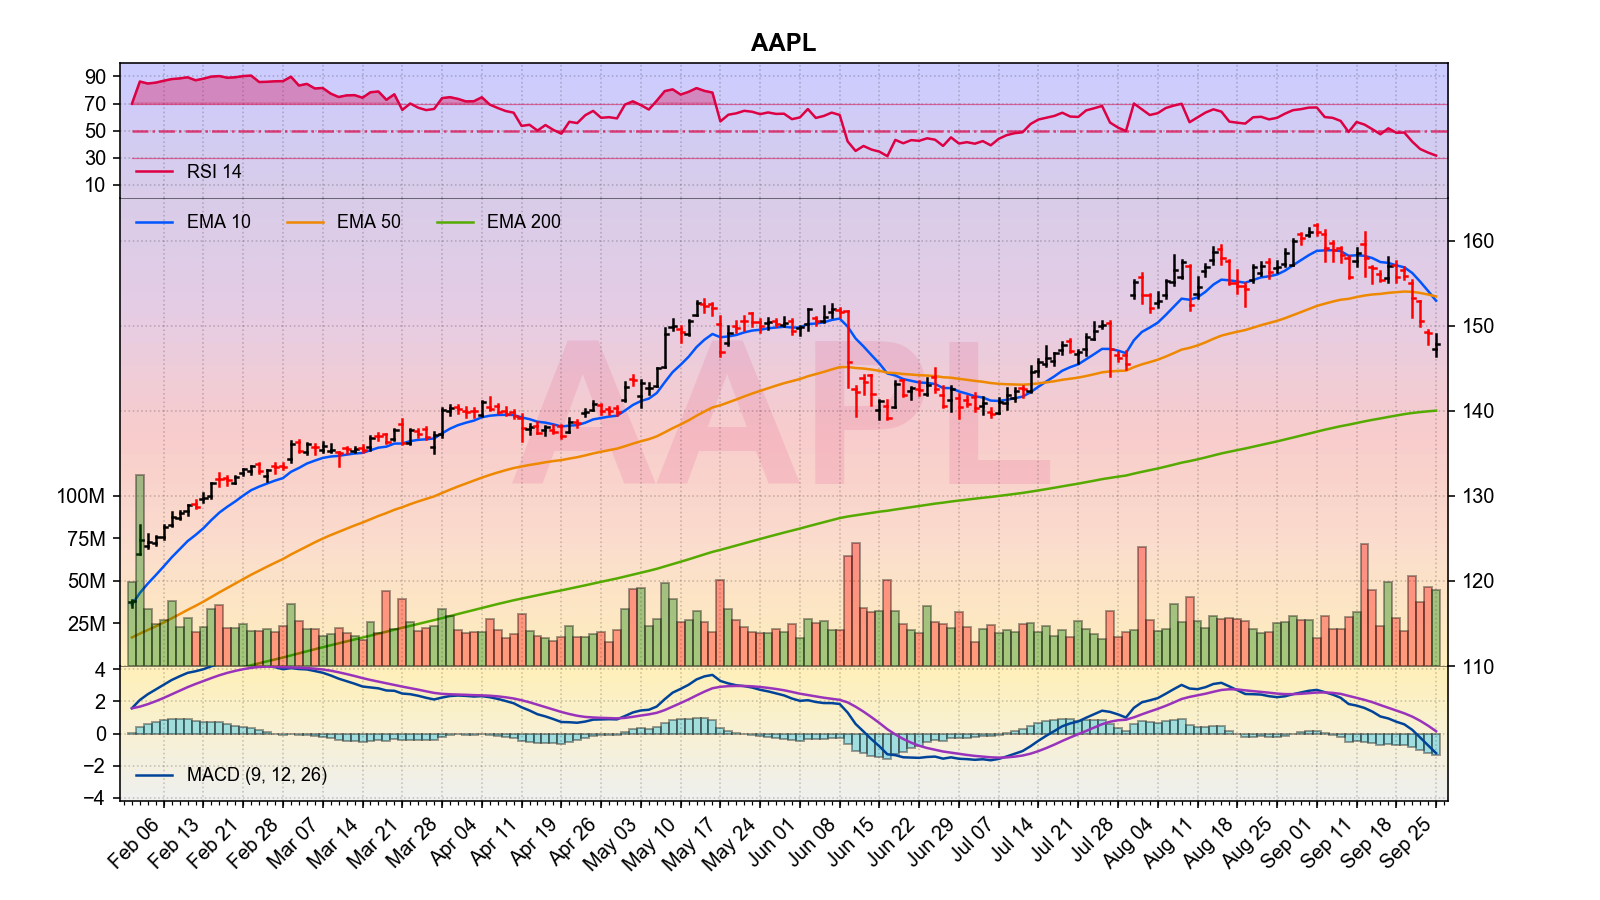 AAPL
90
70
50
30
10
RSI 14
EMA 10 EMA 50 EMA 200
160
150
140
130
120
110
AAPL
100M
75M
50M
25M
4
2
0
−2
−4
MACD (9, 12, 26)
Feb 06 Feb 13 Feb 21 Feb 28 Mar 07 Mar 14 Mar 21 Mar 28 Apr 04 Apr 11 Apr 19 Apr 26 May 03 May 10 May 17 May 24 Jun 01 Jun 08 Jun 15 Jun 22 Jun 29 Jul 07 Jul 14 Jul 21 Jul 28 Aug 04 Aug 11 Aug 18 Aug 25 Sep 01 Sep 11 Sep 18 Sep 25